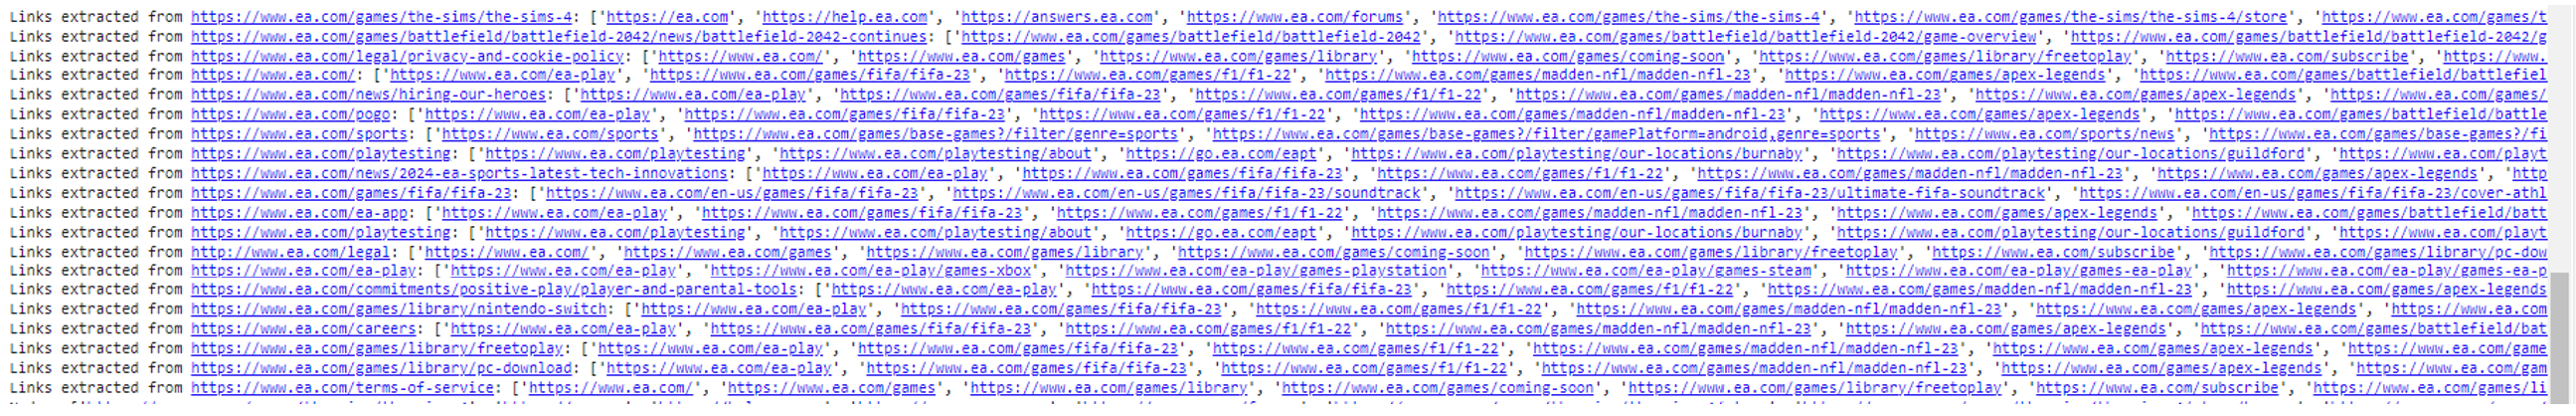 Links extracted from https://www.ea.com/games/the-sims/the-sims-4: ['https://ea.com', 'https://help.ea.com', 'https://answers.ea.com', 'https://www.ea.com/forums', 'https://www.ea.com/games/the-sims/the-sims-4', 'https://www.ea.com/games/the-sims/the-sims-4/store', 'https://www.ea.com/games/t
Links extracted from https://www.ea.com/games/battlefield/battlefield-2042/news/battlefield-2042-continues: ['https://www.ea.com/games/battlefield/battlefield-2042', 'https://www.ea.com/games/battlefield/battlefield-2042/game-overview', 'https://www.ea.com/games/battlefield/battlefield-2042/g
Links extracted from https://www.ea.com/legal/privacy-and-cookie-policy: ['https://www.ea.com/', 'https://www.ea.com/games', 'https://www.ea.com/games/library', 'https://www.ea.com/games/coming-soon', 'https://www.ea.com/games/library/freetoplay', 'https://www.ea.com/subscribe', 'https://www.
Links extracted from https://www.ea.com/: ['https://www.ea.com/ea-play', 'https://www.ea.com/games/fifa/fifa-23', 'https://www.ea.com/games/f1/f1-22', 'https://www.ea.com/games/madden-nfl/madden-nfl-23', 'https://www.ea.com/games/apex-legends', 'https://www.ea.com/games/battlefield/battlefiel
Links extracted from https://www.ea.com/news/hiring-our-heroes: ['https://www.ea.com/ea-play', 'https://www.ea.com/games/fifa/fifa-23', 'https://www.ea.com/games/f1/f1-22', 'https://www.ea.com/games/madden-nfl/madden-nfl-23', 'https://www.ea.com/games/apex-legends', 'https://www.ea.com/games/
Links extracted from https://www.ea.com/pogo: ['https://www.ea.com/ea-play', 'https://www.ea.com/games/fifa/fifa-23', 'https://www.ea.com/games/f1/f1-22', 'https://www.ea.com/games/madden-nfl/madden-nfl-23', 'https://www.ea.com/games/apex-legends', 'https://www.ea.com/games/battlefield/battle
Links extracted from https://www.ea.com/sports: ['https://www.ea.com/sports', 'https://www.ea.com/games/base-games?/filter/genre=sports', 'https://www.ea.com/games/base-games?/filter/gamePlatform=android,genre=sports', 'https://www.ea.com/sports/news', 'https://www.ea.com/games/base-games?/fi
Links extracted from https://www.ea.com/playtesting: ['https://www.ea.com/playtesting', 'https://www.ea.com/playtesting/about', 'https://go.ea.com/eapt', 'https://www.ea.com/playtesting/our-locations/burnaby', 'https://www.ea.com/playtesting/our-locations/guildford', 'https://www.ea.com/playt
Links extracted from https://www.ea.com/news/2024-ea-sports-latest-tech-innovations: ['https://www.ea.com/ea-play', 'https://www.ea.com/games/fifa/fifa-23', 'https://www.ea.com/games/f1/f1-22', 'https://www.ea.com/games/madden-nfl/madden-nfl-23', 'https://www.ea.com/games/apex-legends', 'http
Links extracted from https://www.ea.com/games/fifa/fifa-23: ['https://www.ea.com/en-us/games/fifa/fifa-23', 'https://www.ea.com/en-us/games/fifa/fifa-23/soundtrack', 'https://www.ea.com/en-us/games/fifa/fifa-23/ultimate-fifa-soundtrack', 'https://www.ea.com/en-us/games/fifa/fifa-23/cover-athl
Links extracted from https://www.ea.com/ea-app: ['https://www.ea.com/ea-play', 'https://www.ea.com/games/fifa/fifa-23', 'https://www.ea.com/games/f1/f1-22', 'https://www.ea.com/games/madden-nfl/madden-nfl-23', 'https://www.ea.com/games/apex-legends', 'https://www.ea.com/games/battlefield/batt
Links extracted from https://www.ea.com/playtesting: ['https://www.ea.com/playtesting', 'https://www.ea.com/playtesting/about', 'https://go.ea.com/eapt', 'https://www.ea.com/playtesting/our-locations/burnaby', 'https://www.ea.com/playtesting/our-locations/guildford', 'https://www.ea.com/playt
Links extracted from http://www.ea.com/legal: ['https://www.ea.com/', 'https://www.ea.com/games', 'https://www.ea.com/games/library', 'https://www.ea.com/games/coming-soon', 'https://www.ea.com/games/library/freetoplay', 'https://www.ea.com/subscribe', 'https://www.ea.com/games/library/pc-dow
Links extracted from https://www.ea.com/ea-play: ['https://www.ea.com/ea-play', 'https://www.ea.com/ea-play/games-xbox', 'https://www.ea.com/ea-play/games-playstation', 'https://www.ea.com/ea-play/games-steam', 'https://www.ea.com/ea-play/games-ea-play', 'https://www.ea.com/ea-play/games-ea-p
Links extracted from https://www.ea.com/commitments/positive-play/player-and-parental-tools: ['https://www.ea.com/ea-play', 'https://www.ea.com/games/fifa/fifa-23', 'https://www.ea.com/games/f1/f1-22', 'https://www.ea.com/games/madden-nfl/madden-nfl-23', 'https://www.ea.com/games/apex-legends
Links extracted from https://www.ea.com/games/library/nintendo-switch: ['https://www.ea.com/ea-play', 'https://www.ea.com/games/fifa/fifa-23', 'https://www.ea.com/games/f1/f1-22', 'https://www.ea.com/games/madden-nfl/madden-nfl-23', 'https://www.ea.com/games/apex-legends', 'https://www.ea.com
Links extracted from https://www.ea.com/careers: ['https://www.ea.com/ea-play', 'https://www.ea.com/games/fifa/fifa-23', 'https://www.ea.com/games/f1/f1-22', 'https://www.ea.com/games/madden-nfl/madden-nfl-23', 'https://www.ea.com/games/apex-legends', 'https://www.ea.com/games/battlefield/bat
Links extracted from https://www.ea.com/games/library/freetoplay: ['https://www.ea.com/ea-play', 'https://www.ea.com/games/fifa/fifa-23', 'https://www.ea.com/games/f1/f1-22', 'https://www.ea.com/games/madden-nfl/madden-nfl-23', 'https://www.ea.com/games/apex-legends', 'https://www.ea.com/game
Links extracted from https://www.ea.com/games/library/pc-download: ['https://www.ea.com/ea-play', 'https://www.ea.com/games/fifa/fifa-23', 'https://www.ea.com/games/f1/f1-22', 'https://www.ea.com/games/madden-nfl/madden-nfl-23', 'https://www.ea.com/games/apex-legends', 'https://www.ea.com/gam
Links extracted from https://www.ea.com/terms-of-service: ['https://www.ea.com/', 'https://www.ea.com/games', 'https://www.ea.com/games/library', 'https://www.ea.com/games/coming-soon', 'https://www.ea.com/games/library/freetoplay', 'https://www.ea.com/subscribe', 'https://www.ea.com/games/li